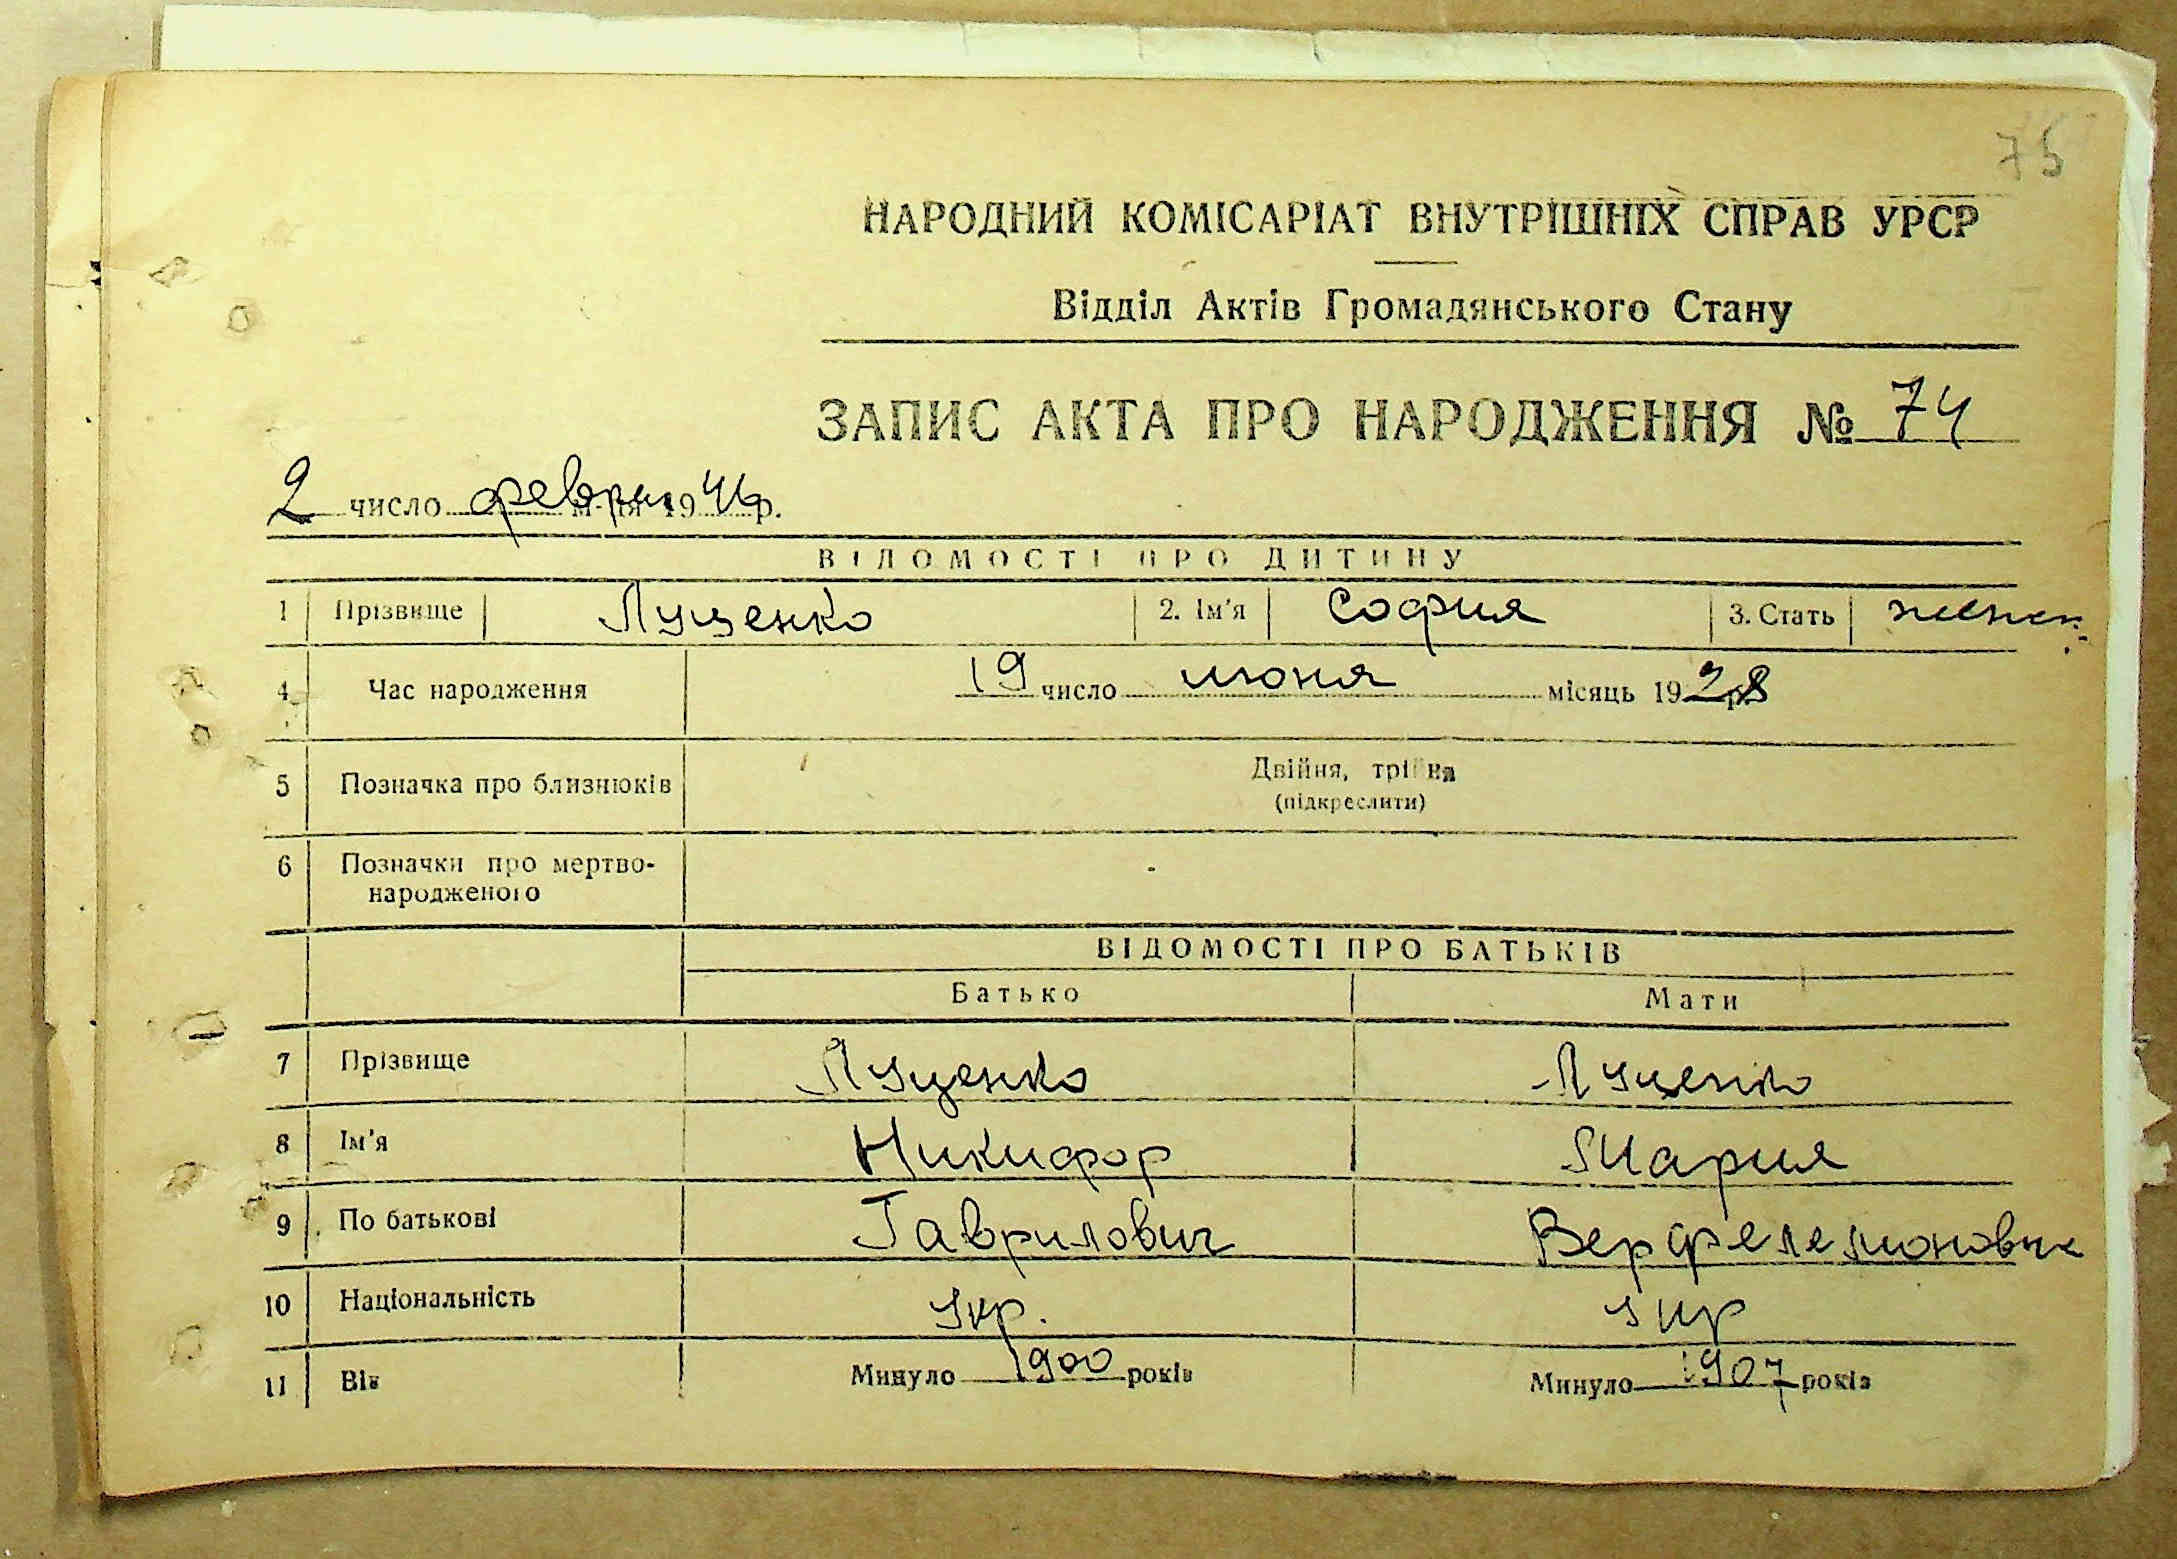 75
НАРОДНИЙ КОМІСАРІАТ ВНУТРІШНІХ СПРАВ УРСР
Відділ Актів Громадянського Стану
ЗАПИС АКТА ПРО НАРОДЖЕННЯ № 74
2 число февраля м-ця 1946 р.
ВІДОМОСТІ ПРО ДИТИНУ
1 Прізвище Луценко 2. Ім'я София 3. Стать женск.
4 Час народження 19 число июня місяць 1928 р.
5 Позначка про близнюків Двійня, трійня
(підкреслити)
6 Позначки про мертво-
народженого
ВІДОМОСТІ ПРО БАТЬКІВ
Батько Мати
7 Прізвище Луценко Луценко
8 Ім'я Никифор Мария
9 По батькові Гаврилович Верфелемоновна
10 Національність Укр. Укр
11 Вік Минуло 1900 років Минуло 1907 років